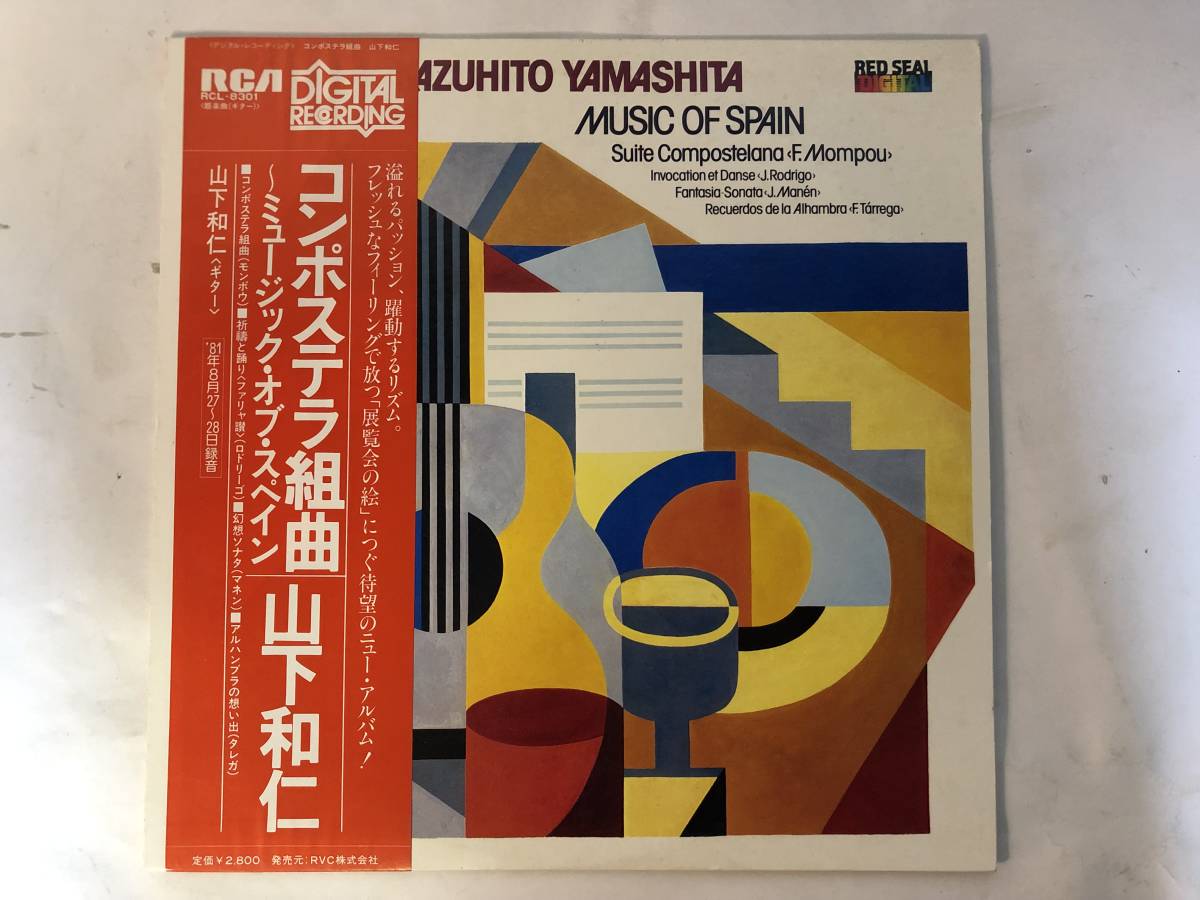 〈デジタル・レコーディング〉 コンポステラ組曲 山下和仁
RCA
RCL-8301
〈器楽曲(ギター)〉
DIGITAL
RECORDING
溢れるパッション、躍動するリズム。
フレッシュなフィーリングで放つ「展覧会の絵」につぐ待望のニュー・アルバム!
コンポステラ組曲
〜ミュージック・オブ・スペイン
山下和仁
■コンポステラ組曲(モンポウ)■祈禱と踊り〈ファリャ讃〉(ロドリーゴ)■幻想ソナタ(マネン)■アルハンブラの想い出(タレガ)
山下和仁〈ギター〉
'81年8月27〜28日録音
定価¥2,800 発売元:RVC株式会社
AZUHITO YAMASHITA
RED SEAL
DIGITAL
MUSIC OF SPAIN
Suite Compostelana ‹F. Mompou›
Invocation et Danse ‹J. Rodrigo›
Fantasia-Sonata ‹J. Manén›
Recuerdos de la Alhambra ‹F. Tárrega›